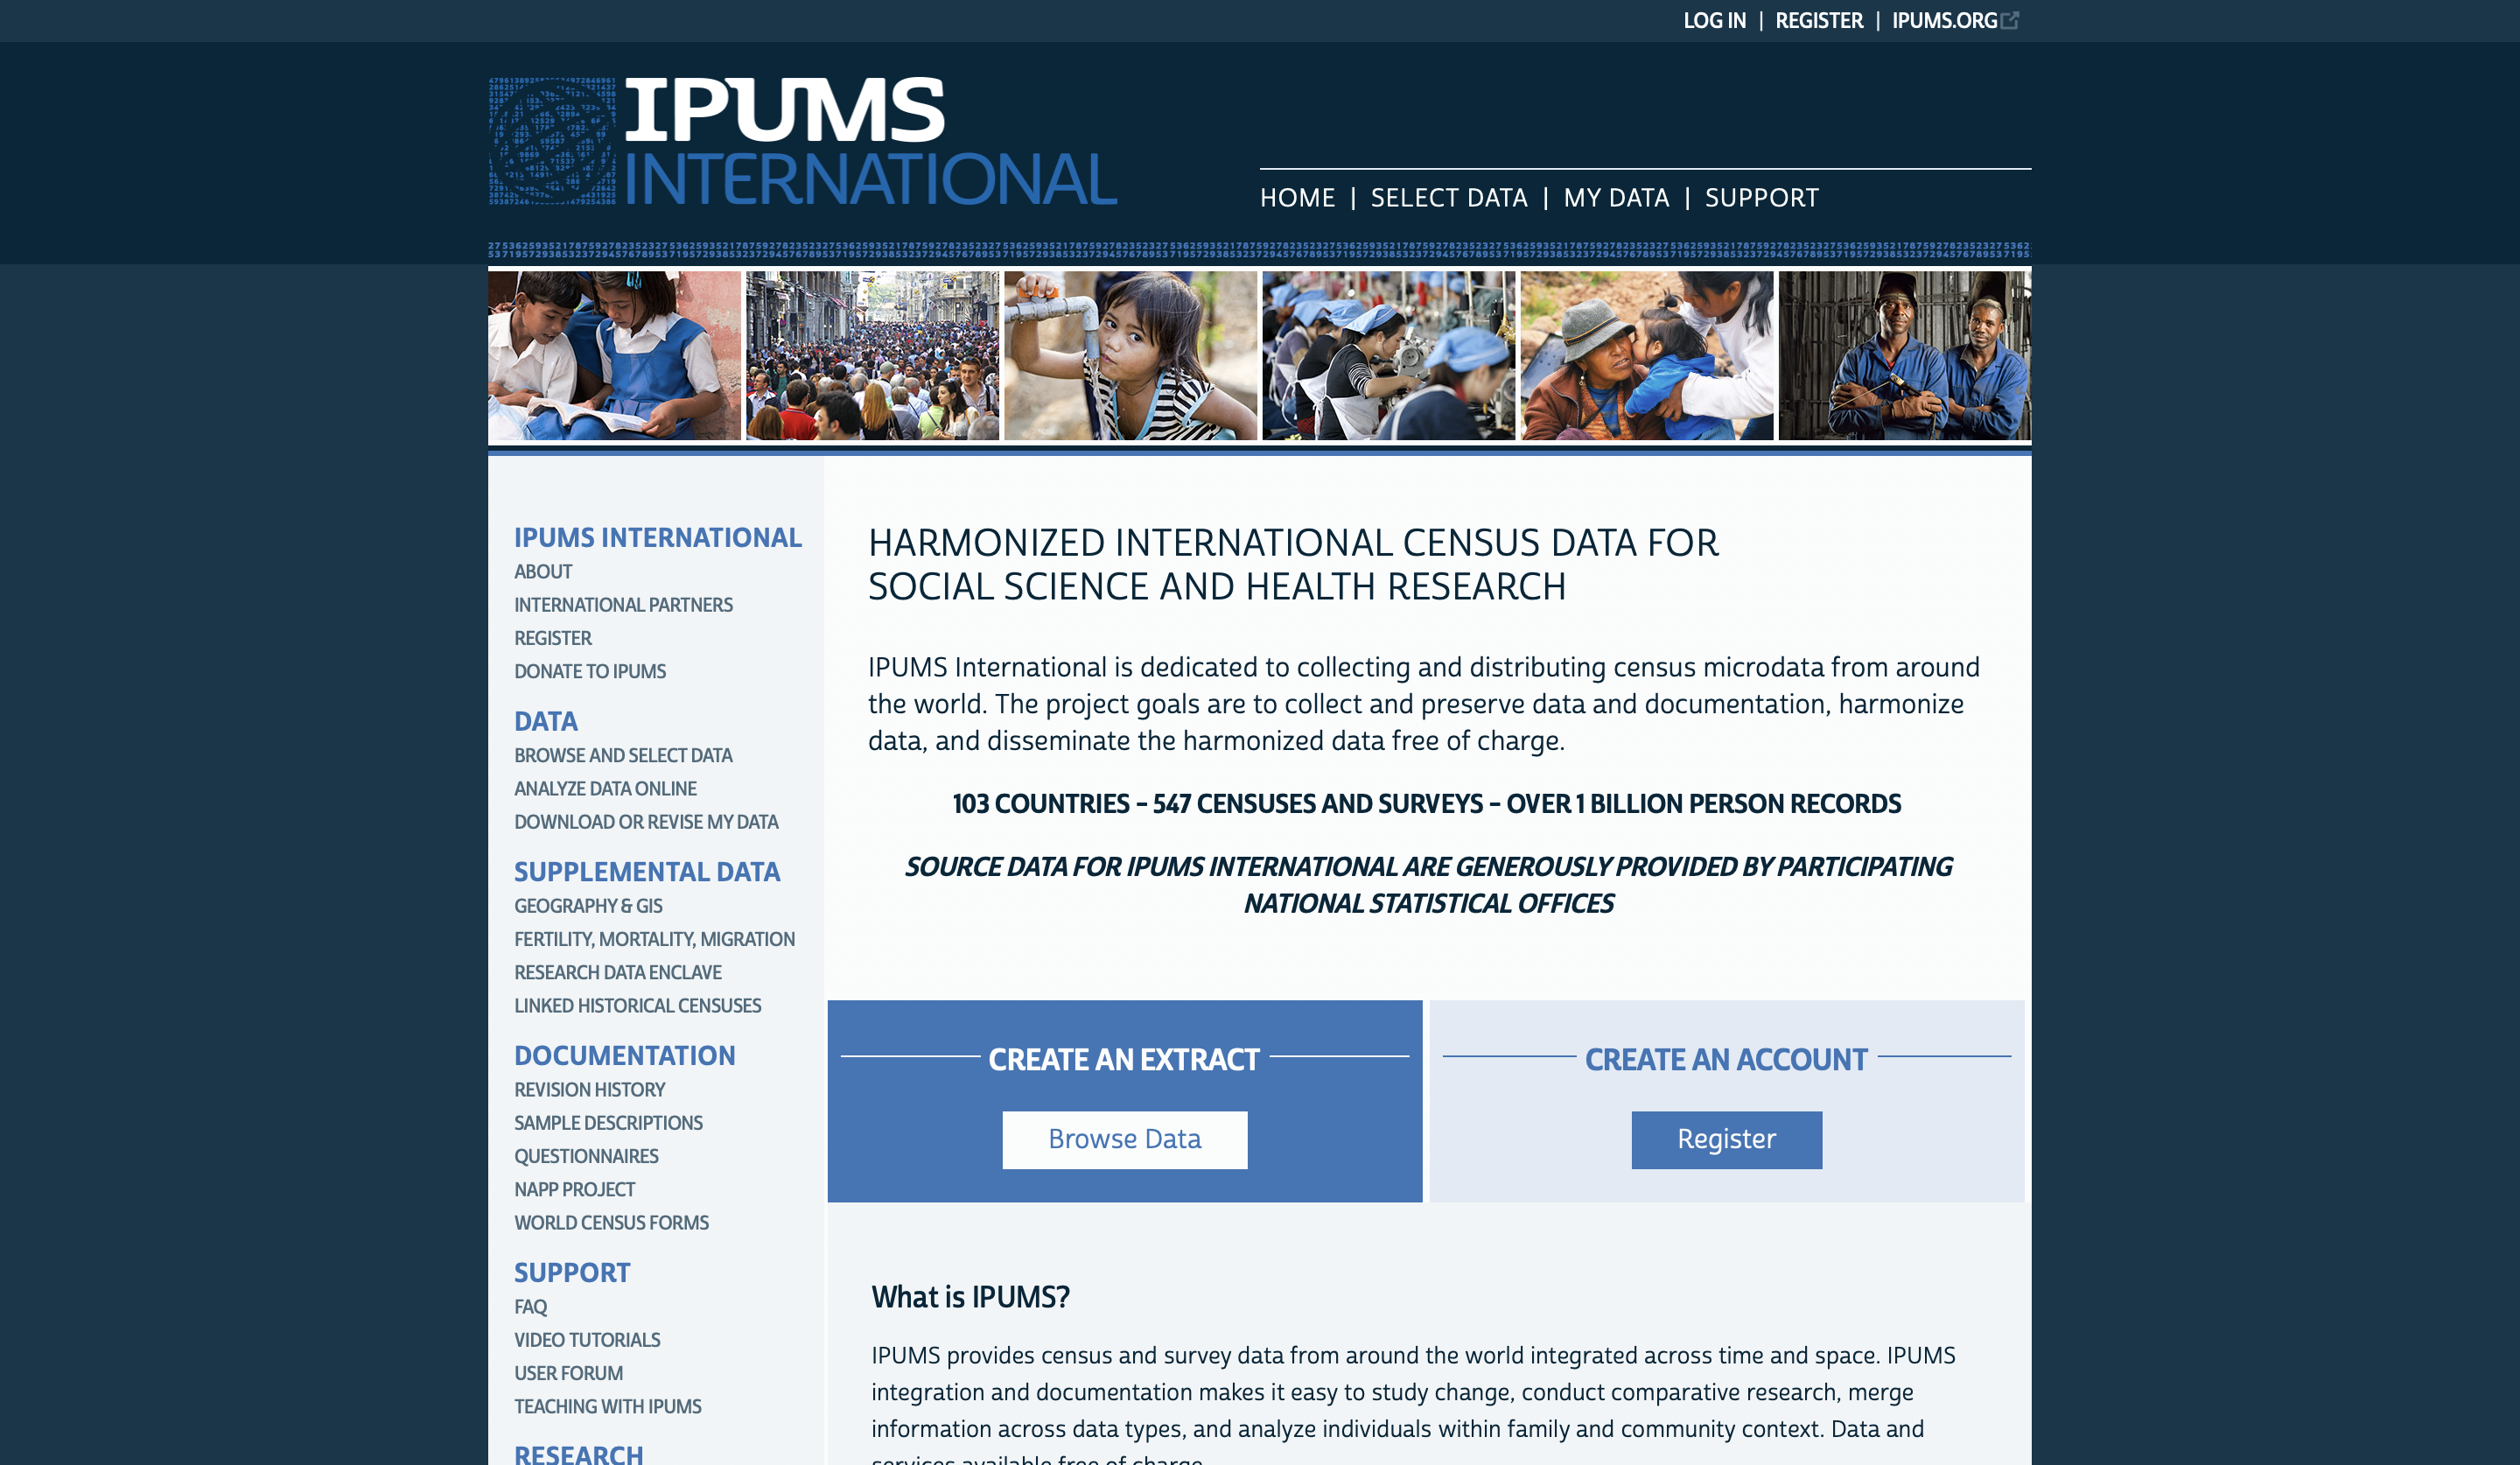 LOG IN | REGISTER | IPUMS.ORG
IPUMS
INTERNATIONAL
HOME | SELECT DATA | MY DATA | SUPPORT
IPUMS INTERNATIONAL
ABOUT
INTERNATIONAL PARTNERS
REGISTER
DONATE TO IPUMS
DATA
BROWSE AND SELECT DATA
ANALYZE DATA ONLINE
DOWNLOAD OR REVISE MY DATA
SUPPLEMENTAL DATA
GEOGRAPHY & GIS
FERTILITY, MORTALITY, MIGRATION
RESEARCH DATA ENCLAVE
LINKED HISTORICAL CENSUSES
DOCUMENTATION
REVISION HISTORY
SAMPLE DESCRIPTIONS
QUESTIONNAIRES
NAPP PROJECT
WORLD CENSUS FORMS
SUPPORT
FAQ
VIDEO TUTORIALS
USER FORUM
TEACHING WITH IPUMS
RESEARCH
HARMONIZED INTERNATIONAL CENSUS DATA FOR
SOCIAL SCIENCE AND HEALTH RESEARCH
IPUMS International is dedicated to collecting and distributing census microdata from around
the world. The project goals are to collect and preserve data and documentation, harmonize
data, and disseminate the harmonized data free of charge.
103 COUNTRIES – 547 CENSUSES AND SURVEYS – OVER 1 BILLION PERSON RECORDS
SOURCE DATA FOR IPUMS INTERNATIONAL ARE GENEROUSLY PROVIDED BY PARTICIPATING
NATIONAL STATISTICAL OFFICES
CREATE AN EXTRACT
Browse Data
CREATE AN ACCOUNT
Register
What is IPUMS?
IPUMS provides census and survey data from around the world integrated across time and space. IPUMS
integration and documentation makes it easy to study change, conduct comparative research, merge
information across data types, and analyze individuals within family and community context. Data and
services available free of charge